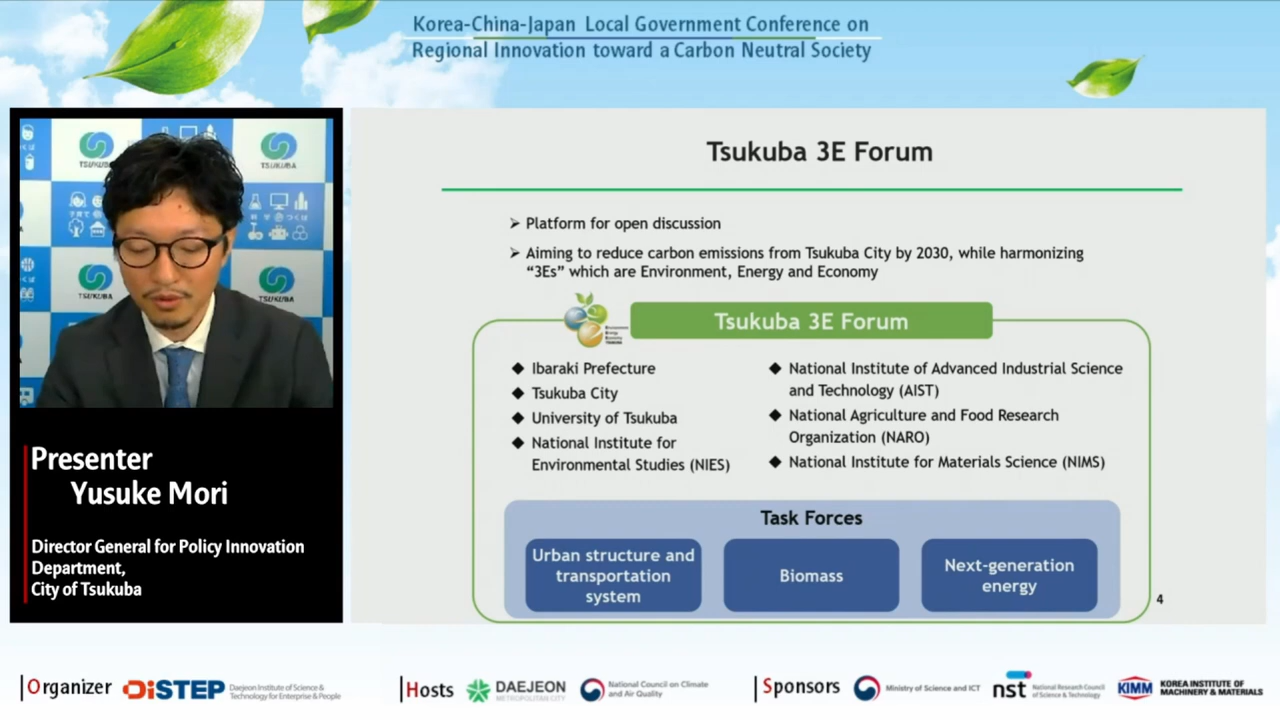 Korea-China-Japan Local Government Conference on
Regional Innovation toward a Carbon Neutral Society
TSUKUBA
TSUKUBA
TSUKUBA
TSUKUBA
Presenter
Yusuke Mori
Director General for Policy Innovation
Department,
City of Tsukuba
Tsukuba 3E Forum
➢ Platform for open discussion
➢ Aiming to reduce carbon emissions from Tsukuba City by 2030, while harmonizing
“3Es” which are Environment, Energy and Economy
Tsukuba 3E Forum
◆ Ibaraki Prefecture
◆ Tsukuba City
◆ University of Tsukuba
◆ National Institute for
Environmental Studies (NIES)
◆ National Institute of Advanced Industrial Science
and Technology (AIST)
◆ National Agriculture and Food Research
Organization (NARO)
◆ National Institute for Materials Science (NIMS)
Task Forces
Urban structure and
transportation
system
Biomass
Next-generation
energy
4
Organizer
DISTEP
Daejeon Institute of Science &
Technology for Enterprise & People
Hosts
DAEJEON
METROPOLITAN CITY
National Council on Climate
and Air Quality
Sponsors
Ministry of Science and ICT
nst
National Research Council
of Science & Technology
KIMM
KOREA INSTITUTE OF
MACHINERY & MATERIALS